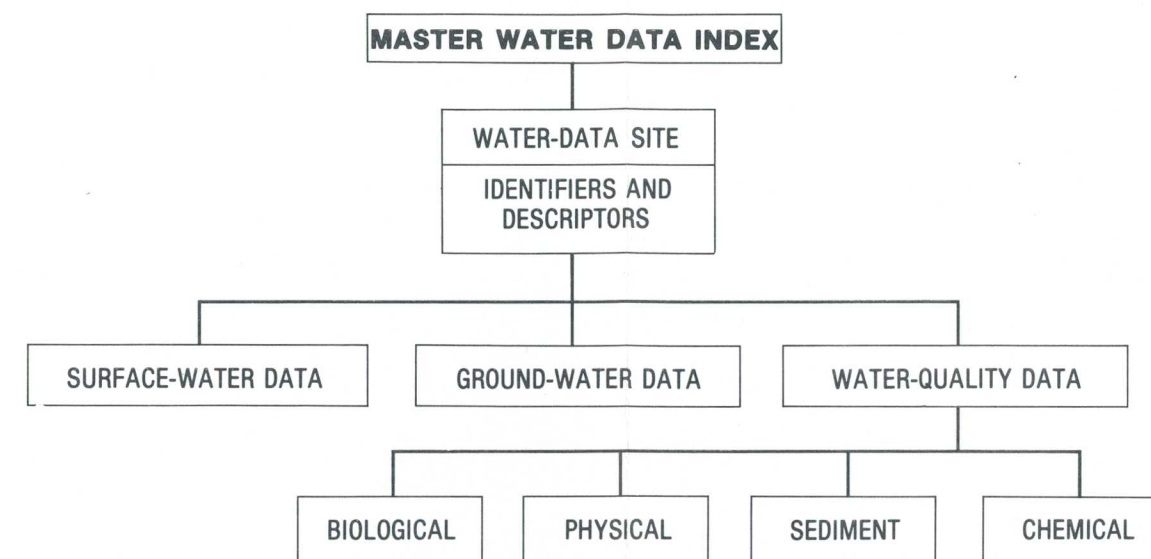 MASTER WATER DATA INDEX
WATER-DATA SITE
IDENTIFIERS AND
DESCRIPTORS
SURFACE-WATER DATA
GROUND-WATER DATA
WATER-QUALITY DATA
BIOLOGICAL
PHYSICAL
SEDIMENT
CHEMICAL